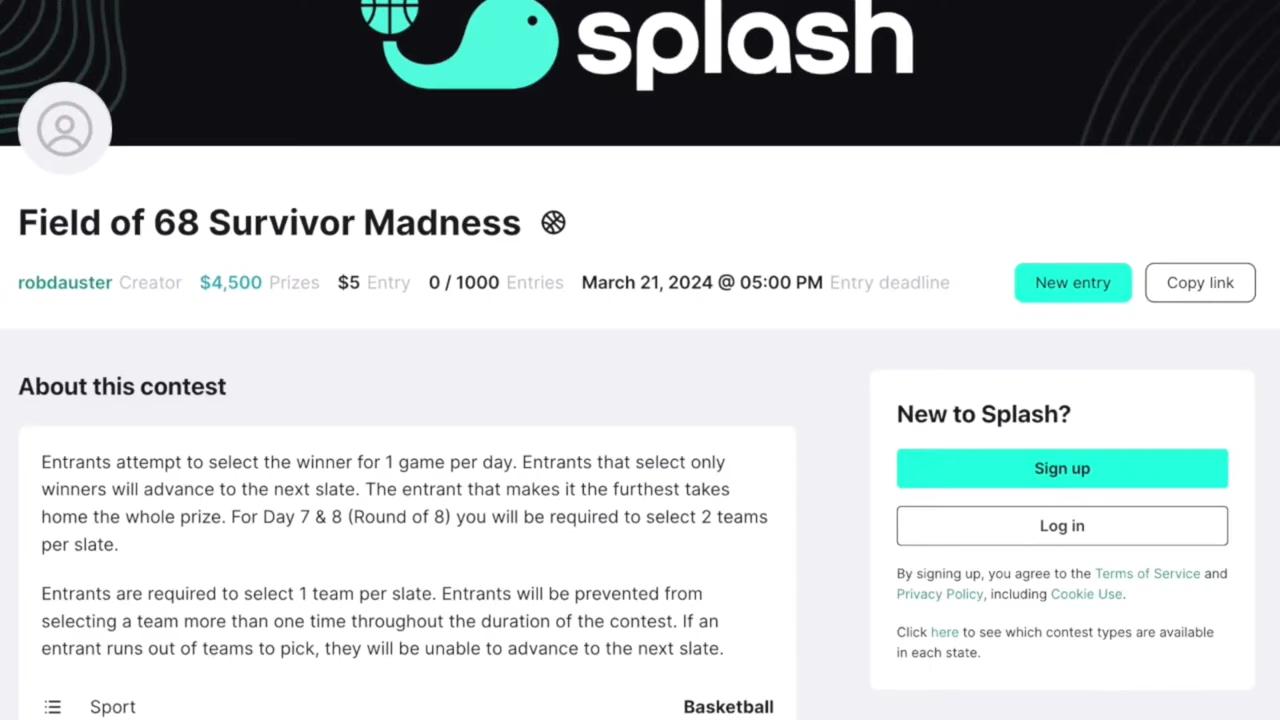 splash
Field of 68 Survivor Madness
robdauster Creator $4,500 Prizes $5 Entry 0 / 1000 Entries March 21, 2024 @ 05:00 PM Entry deadline New entry Copy link
About this contest
Entrants attempt to select the winner for 1 game per day. Entrants that select only
winners will advance to the next slate. The entrant that makes it the furthest takes
home the whole prize. For Day 7 & 8 (Round of 8) you will be required to select 2 teams
per slate.
Entrants are required to select 1 team per slate. Entrants will be prevented from
selecting a team more than one time throughout the duration of the contest. If an
entrant runs out of teams to pick, they will be unable to advance to the next slate.
Sport Basketball
New to Splash?
Sign up
Log in
By signing up, you agree to the Terms of Service and
Privacy Policy, including Cookie Use.
Click here to see which contest types are available
in each state.